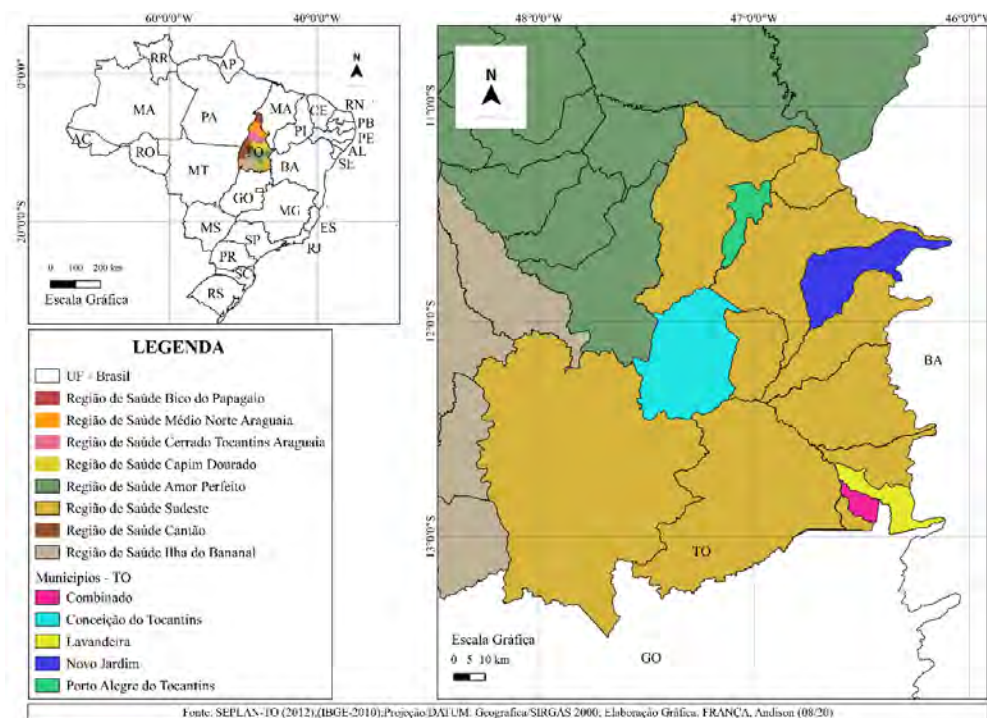 60°0'0"W 40°0'0"W
0°0'0"
20°0'0"S
N
RR
AP
MA
PA
MA
CE
RN
PB
PE
AL
SE
PI
AC
RO
TO
MT
BA
GO
MG
ES
MS
SP
RJ
PR
SC
RS
0 100 200 km
Escala Gráfica
LEGENDA
UF - Brasil
Região de Saúde Bico do Papagaio
Região de Saúde Médio Norte Araguaia
Região de Saúde Cerrado Tocantins Araguaia
Região de Saúde Capim Dourado
Região de Saúde Amor Perfeito
Região de Saúde Sudeste
Região de Saúde Cantão
Região de Saúde Ilha do Bananal
Municípios - TO
Combinado
Conceição do Tocantins
Lavandeira
Novo Jardim
Porto Alegre do Tocantins
48°0'0"W 47°0'0"W 46°0'0"W
N
11°0'0"S
12°0'0"S
BA
13°0'0"S
TO
Escala Gráfica
0 5 10 km
GO
Fonte: SEPLAN-TO (2012);(IBGE-2010);Projeção/DATUM: Geografica/SIRGAS 2000; Elaboração Gráfica. FRANÇA, Andison (08/20)